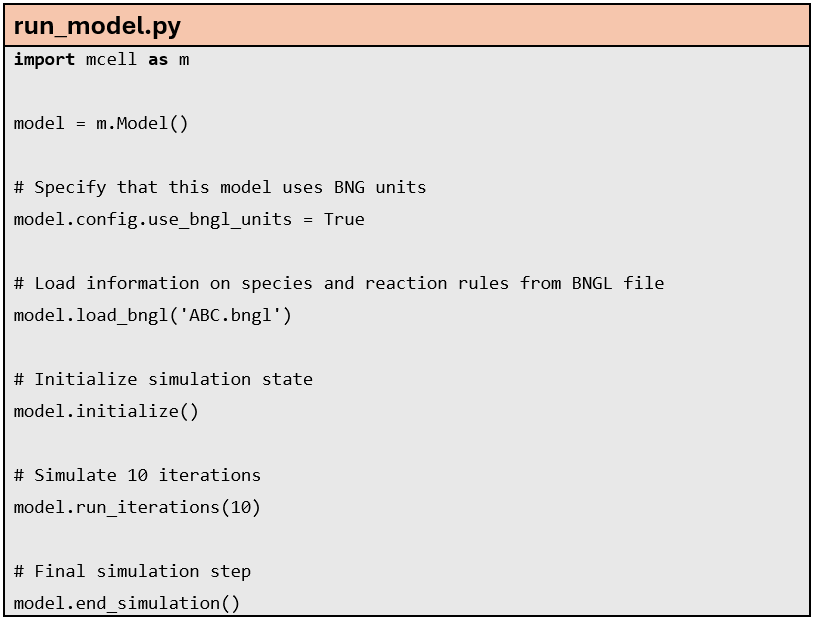 run_model.py
import mcell as m
model = m.Model()
# Specify that this model uses BNG units
model.config.use_bngl_units = True
# Load information on species and reaction rules from BNGL file
model.load_bngl('ABC.bngl')
# Initialize simulation state
model.initialize()
# Simulate 10 iterations
model.run_iterations(10)
# Final simulation step
model.end_simulation()